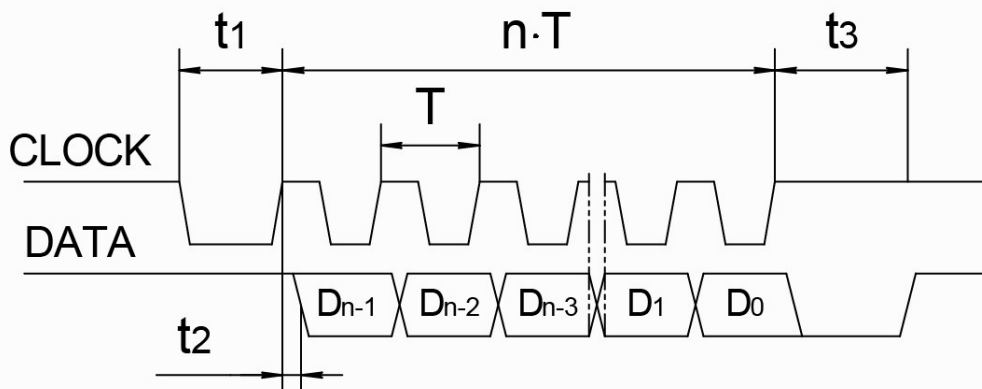 t1 n·T t3
T
CLOCK
DATA
Dn-1 Dn-2 Dn-3 D1 D0
t2